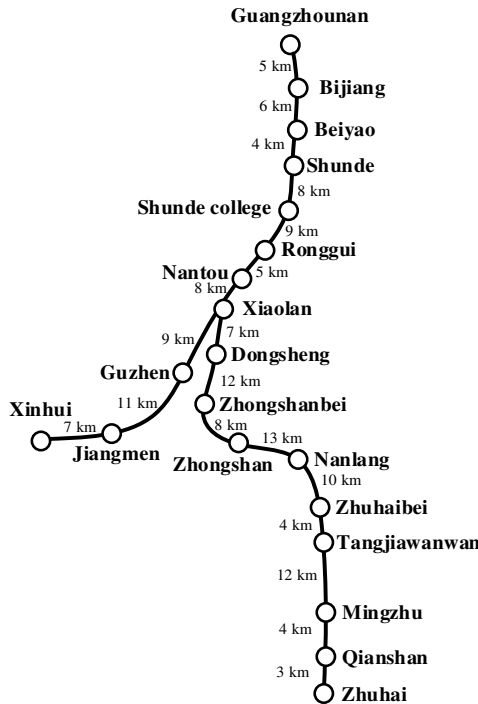 Guangzhounan
5 km
Bijiang
6 km
Beiyao
4 km
Shunde
8 km
Shunde college
9 km
Ronggui
5 km
Nantou
8 km
Xiaolan
7 km
Dongsheng
9 km
Guzhen
12 km
Zhongshanbei
11 km
Xinhui
7 km
Jiangmen
8 km
Zhongshan
13 km
Nanlang
10 km
Zhuhaibei
4 km
Tangjiawanwan
12 km
Mingzhu
4 km
Qianshan
3 km
Zhuhai